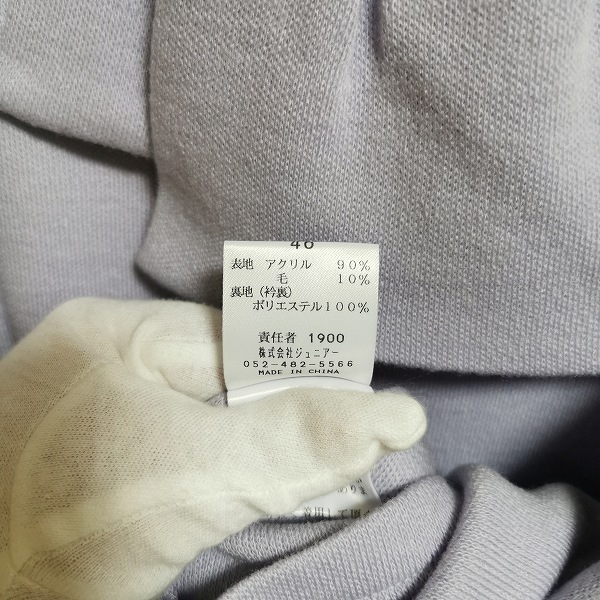 46
表地 アクリル 90%
毛 10%
裏地(衿裏)
ポリエステル100%
責任者 1900
株式会社ジュニアー
052-482-5566
MADE IN CHINA